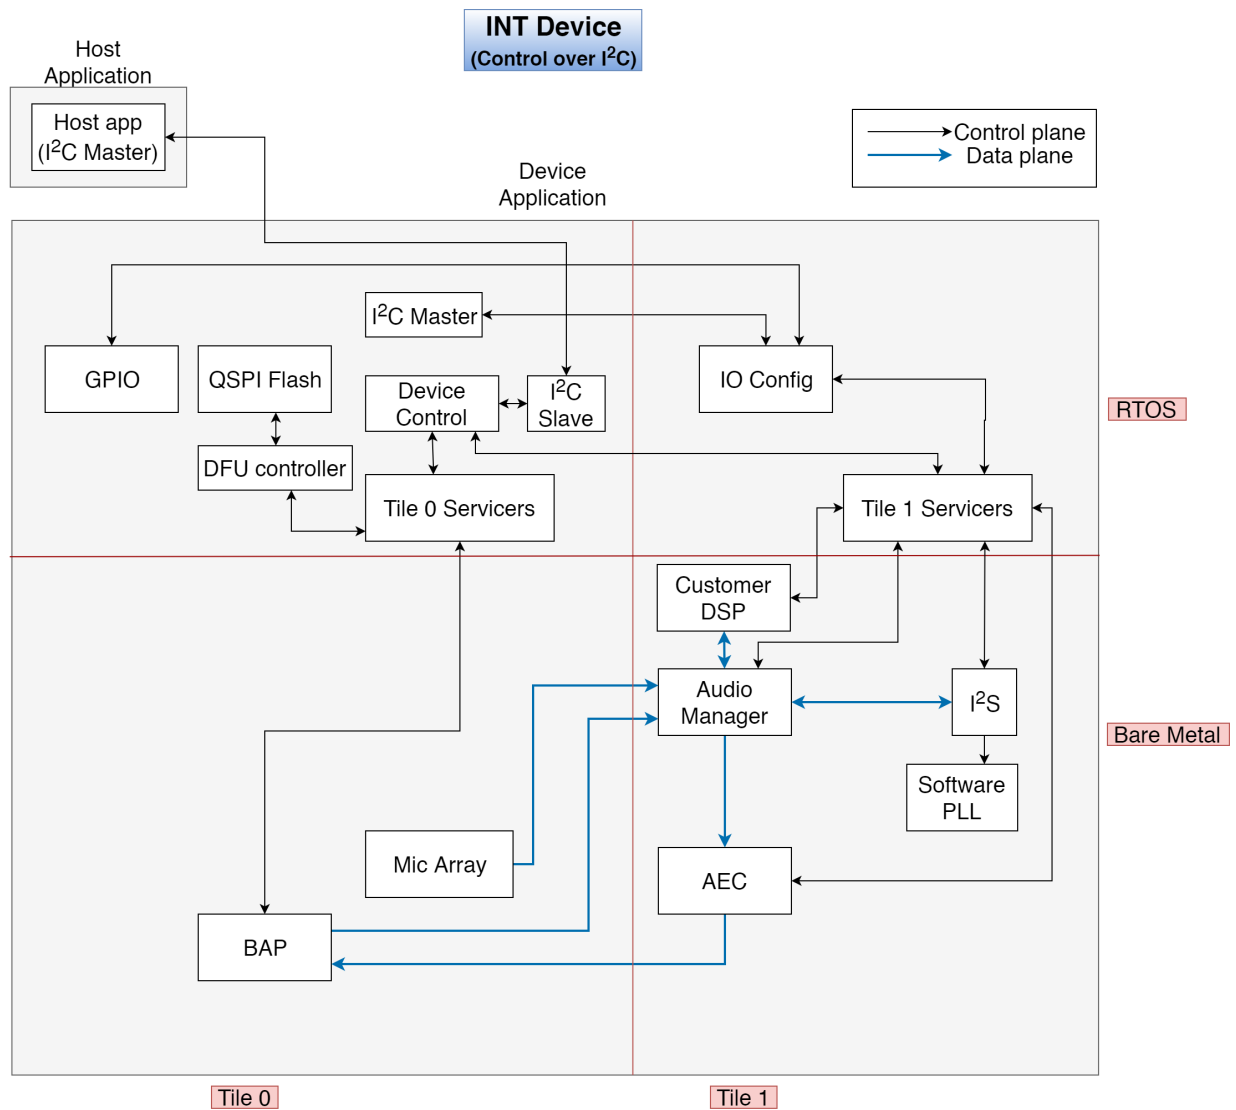 INT Device
(Control over I²C)
Host
Application
Host app
(I²C Master)
Control plane
Data plane
Device
Application
I²C Master
GPIO
QSPI Flash
Device
Control
I²C
Slave
IO Config
RTOS
DFU controller
Tile 0 Servicers
Tile 1 Servicers
Customer
DSP
Audio
Manager
I²S
Bare Metal
Software
PLL
Mic Array
AEC
BAP
Tile 0
Tile 1